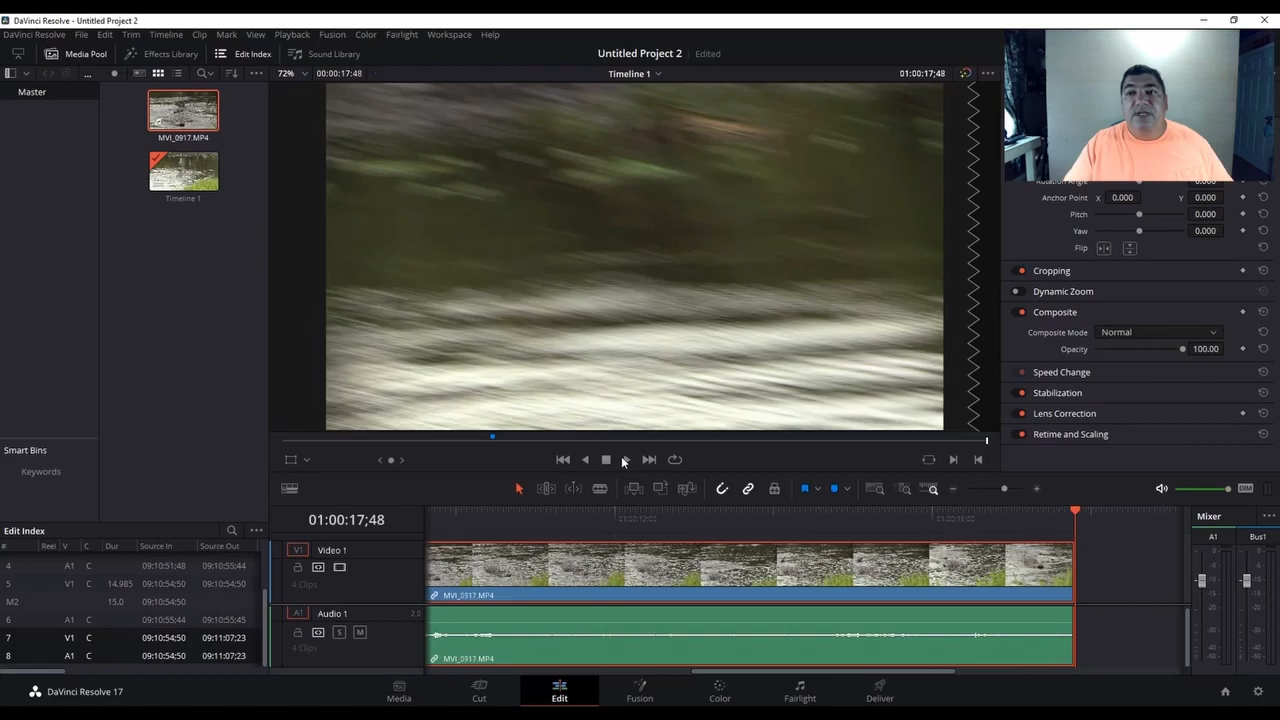 DaVinci Resolve - Untitled Project 2
DaVinci Resolve File Edit Trim Timeline Clip Mark View Playback Fusion Color Fairlight Workspace Help
Media Pool Effects Library Edit Index Sound Library Untitled Project 2 Edited
72% 00:00:17:48 Timeline 1 01:00:17;48
Master
MVI_0917.MP4
Timeline 1
0.000
Anchor Point X 0.000 Y 0.000
Pitch 0.000
Yaw 0.000
Flip
Cropping
Dynamic Zoom
Composite
Composite Mode Normal
Opacity 100.00
Speed Change
Stabilization
Lens Correction
Retime and Scaling
Smart Bins
Keywords
DIM
Edit Index
# Reel V C Dur Source In Source Out
4 A1 C 09:10:51;48 09:10:55:44
5 V1 C 14.985 09:10:54:50
M2 15.0 09:10:54:50
6 A1 C 09:10:55:44 09:10:55:45
7 V1 C 09:10:54:50 09:11:07;23
8 A1 C 09:10:54:50 09:11:07;23
01:00:17;48
V1 Video 1
4 Clips
MVI_0917.MP4
A1 Audio 1 2.0
S M
4 Clips
MVI_0917.MP4
Mixer
A1 Bus1
DaVinci Resolve 17
Media Cut Edit Fusion Color Fairlight Deliver